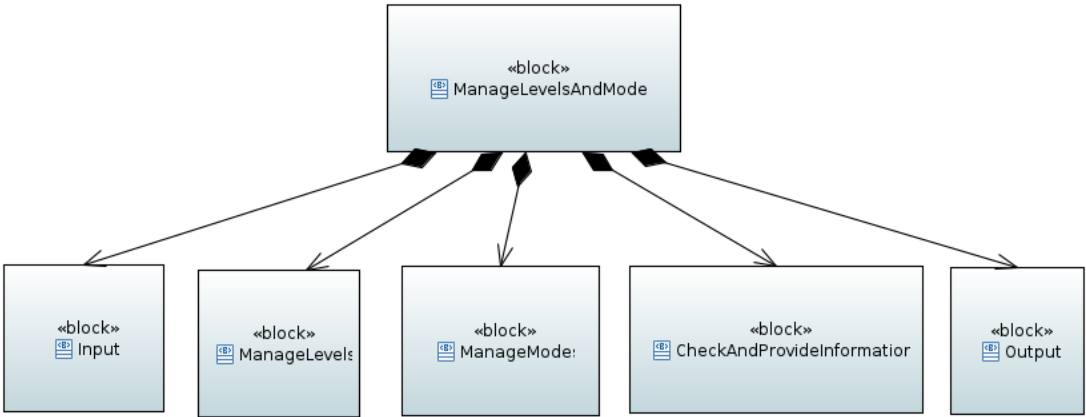 «block»
ManageLevelsAndMode
«block»
Input
«block»
ManageLevels
«block»
ManageModes
«block»
CheckAndProvideInformation
«block»
Output